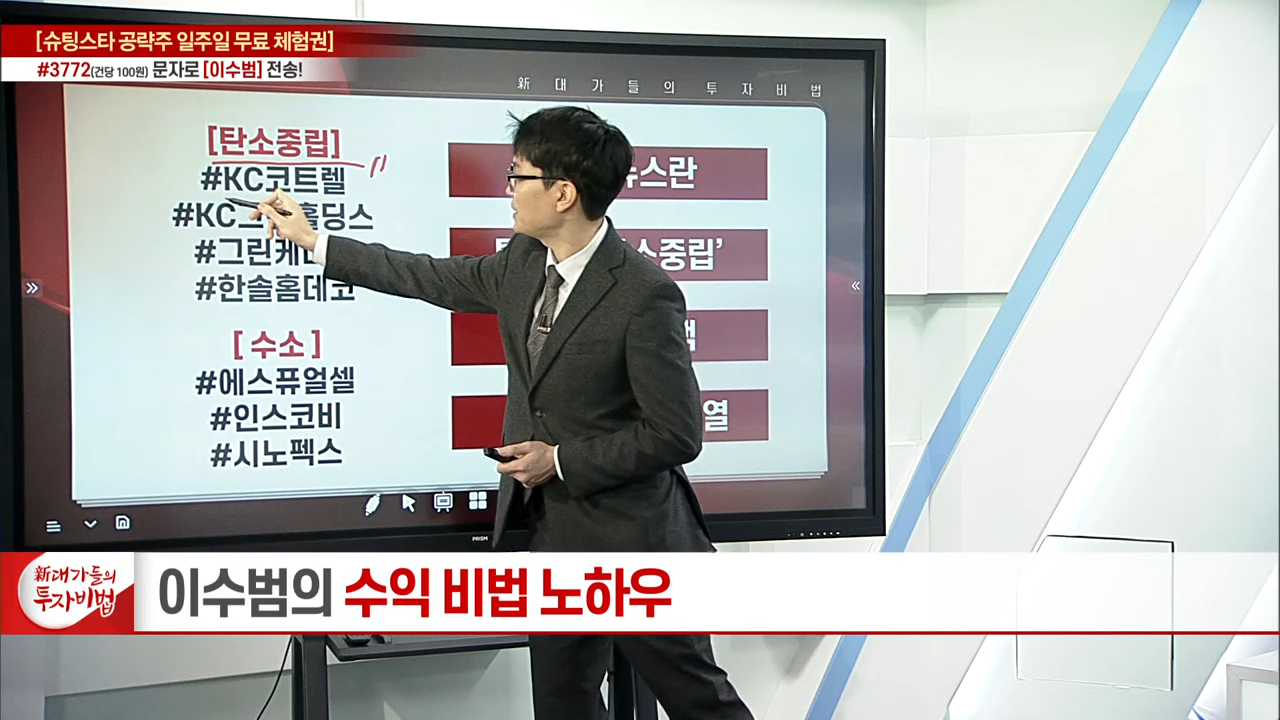 [슈팅스타 공략주 일주일 무료 체험권]
#3772(건당 100원) 문자로 [이수범] 전송!
新 대 가 들 의 투 자 비 법
[탄소중립]
#KC코트렐
#KC 홀딩스
#그린케
#한솔홈데코
[수소]
#에스퓨얼셀
#인스코비
#시노펙스
뉴스란
소중립’
책
열
PRISM
新대가들의
투자비법
이수범의 수익 비법 노하우